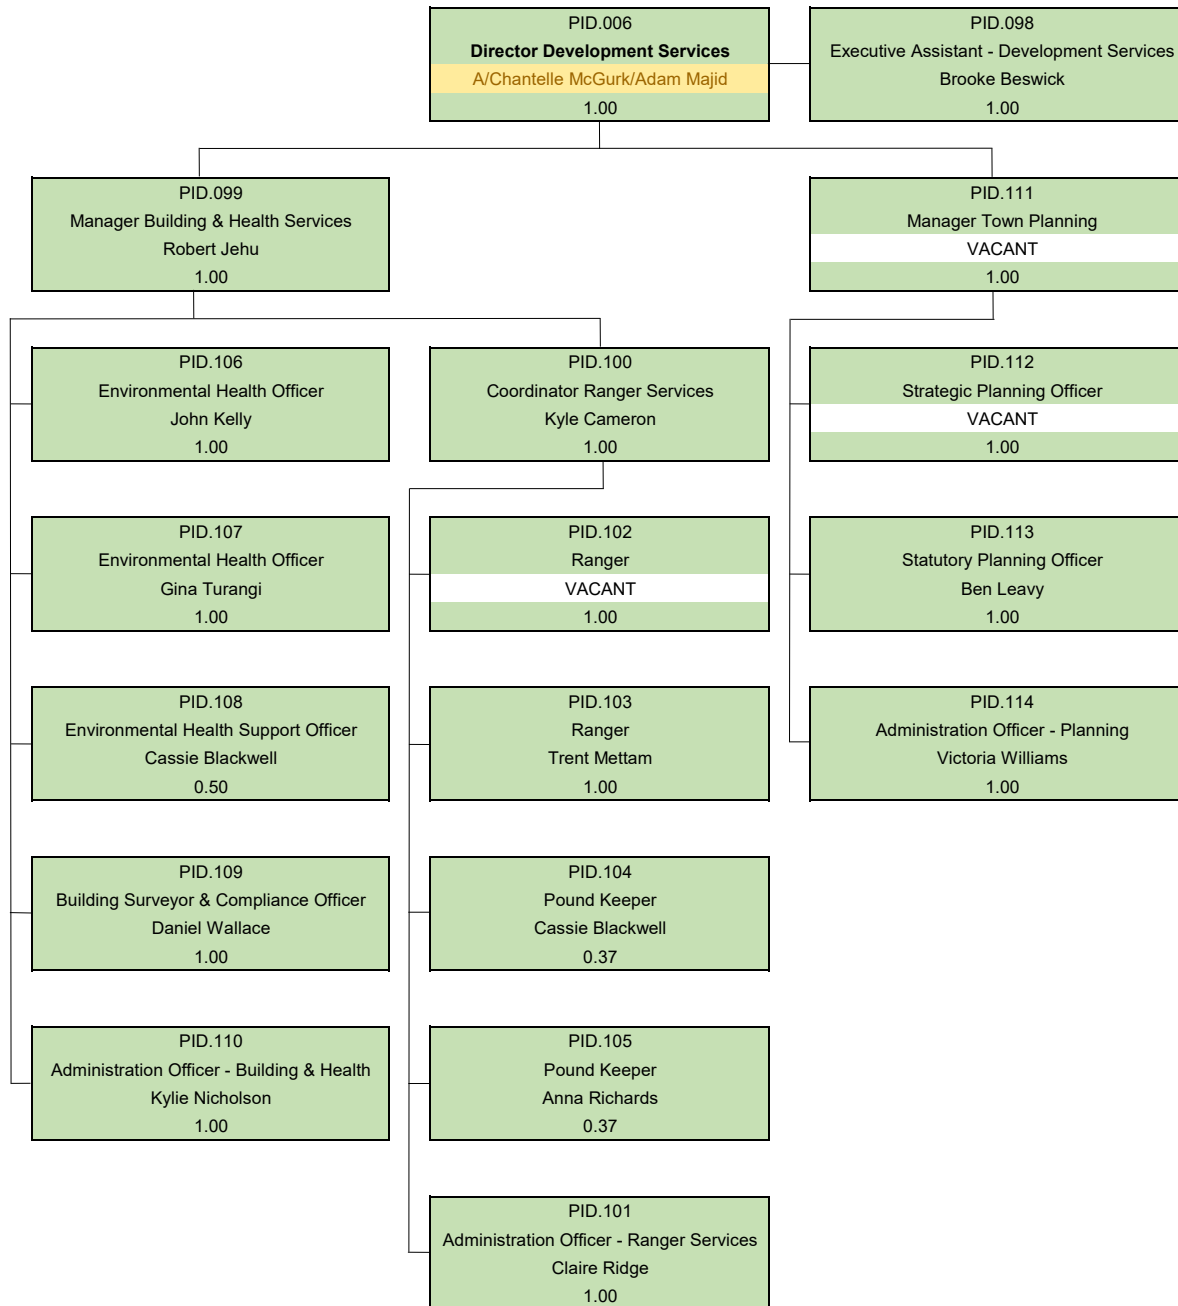 PID.006
Director Development Services
A/Chantelle McGurk/Adam Majid
1.00
PID.098
Executive Assistant - Development Services
Brooke Beswick
1.00
PID.099
Manager Building & Health Services
Robert Jehu
1.00
PID.111
Manager Town Planning
VACANT
1.00
PID.106
Environmental Health Officer
John Kelly
1.00
PID.100
Coordinator Ranger Services
Kyle Cameron
1.00
PID.112
Strategic Planning Officer
VACANT
1.00
PID.107
Environmental Health Officer
Gina Turangi
1.00
PID.102
Ranger
VACANT
1.00
PID.113
Statutory Planning Officer
Ben Leavy
1.00
PID.108
Environmental Health Support Officer
Cassie Blackwell
0.50
PID.103
Ranger
Trent Mettam
1.00
PID.114
Administration Officer - Planning
Victoria Williams
1.00
PID.109
Building Surveyor & Compliance Officer
Daniel Wallace
1.00
PID.104
Pound Keeper
Cassie Blackwell
0.37
PID.110
Administration Officer - Building & Health
Kylie Nicholson
1.00
PID.105
Pound Keeper
Anna Richards
0.37
PID.101
Administration Officer - Ranger Services
Claire Ridge
1.00